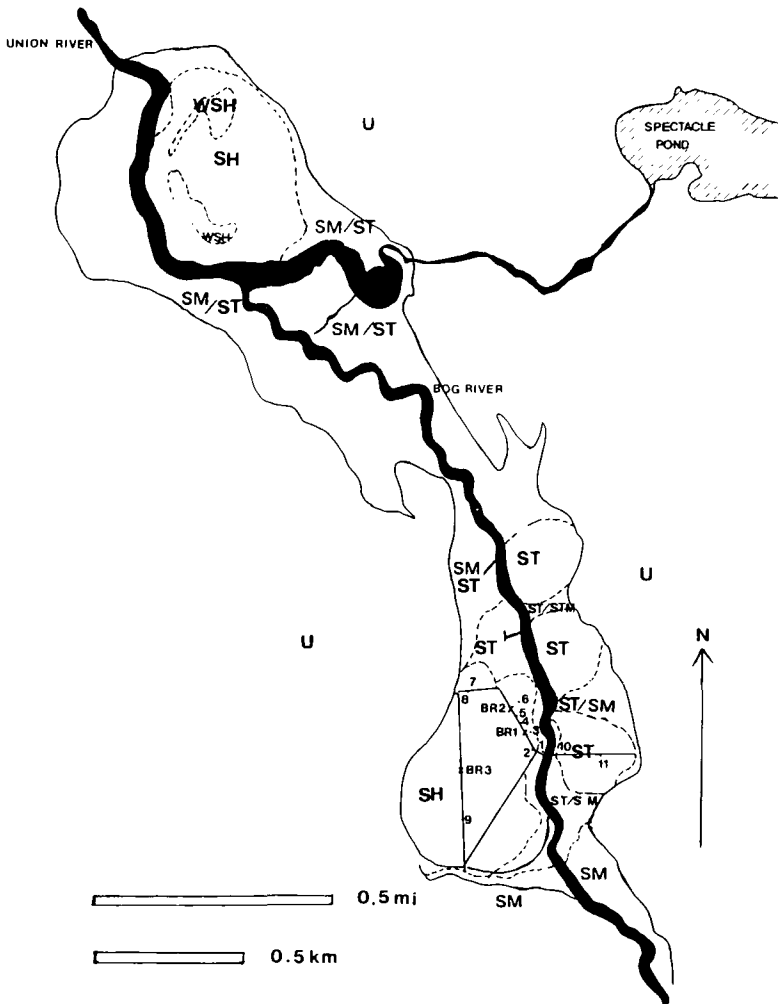 UNION RIVER
WSH
U
SPECTACLE
POND
SH
WSH
SM/ST
SM/ST
SM/ST
BOG RIVER
SM
ST
ST
U
ST/STM
U
ST
ST
N
7
8
6
ST/SM
BR2
5
4
BR1
3
2
1
10
ST
11
BR3
SH
9
ST/SM
SM
SM
0.5 mi
0.5 km